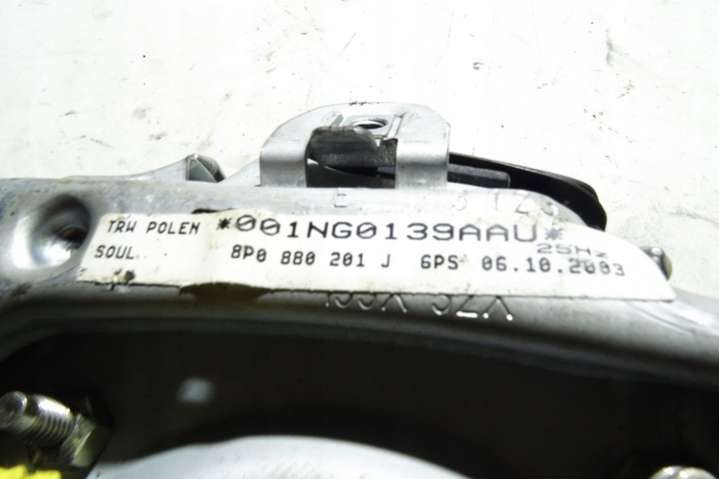 TRW POLEN *001NG0139AAU*
25Hz
SOUL 8P0 880 201 J 6PS 06.10.2003